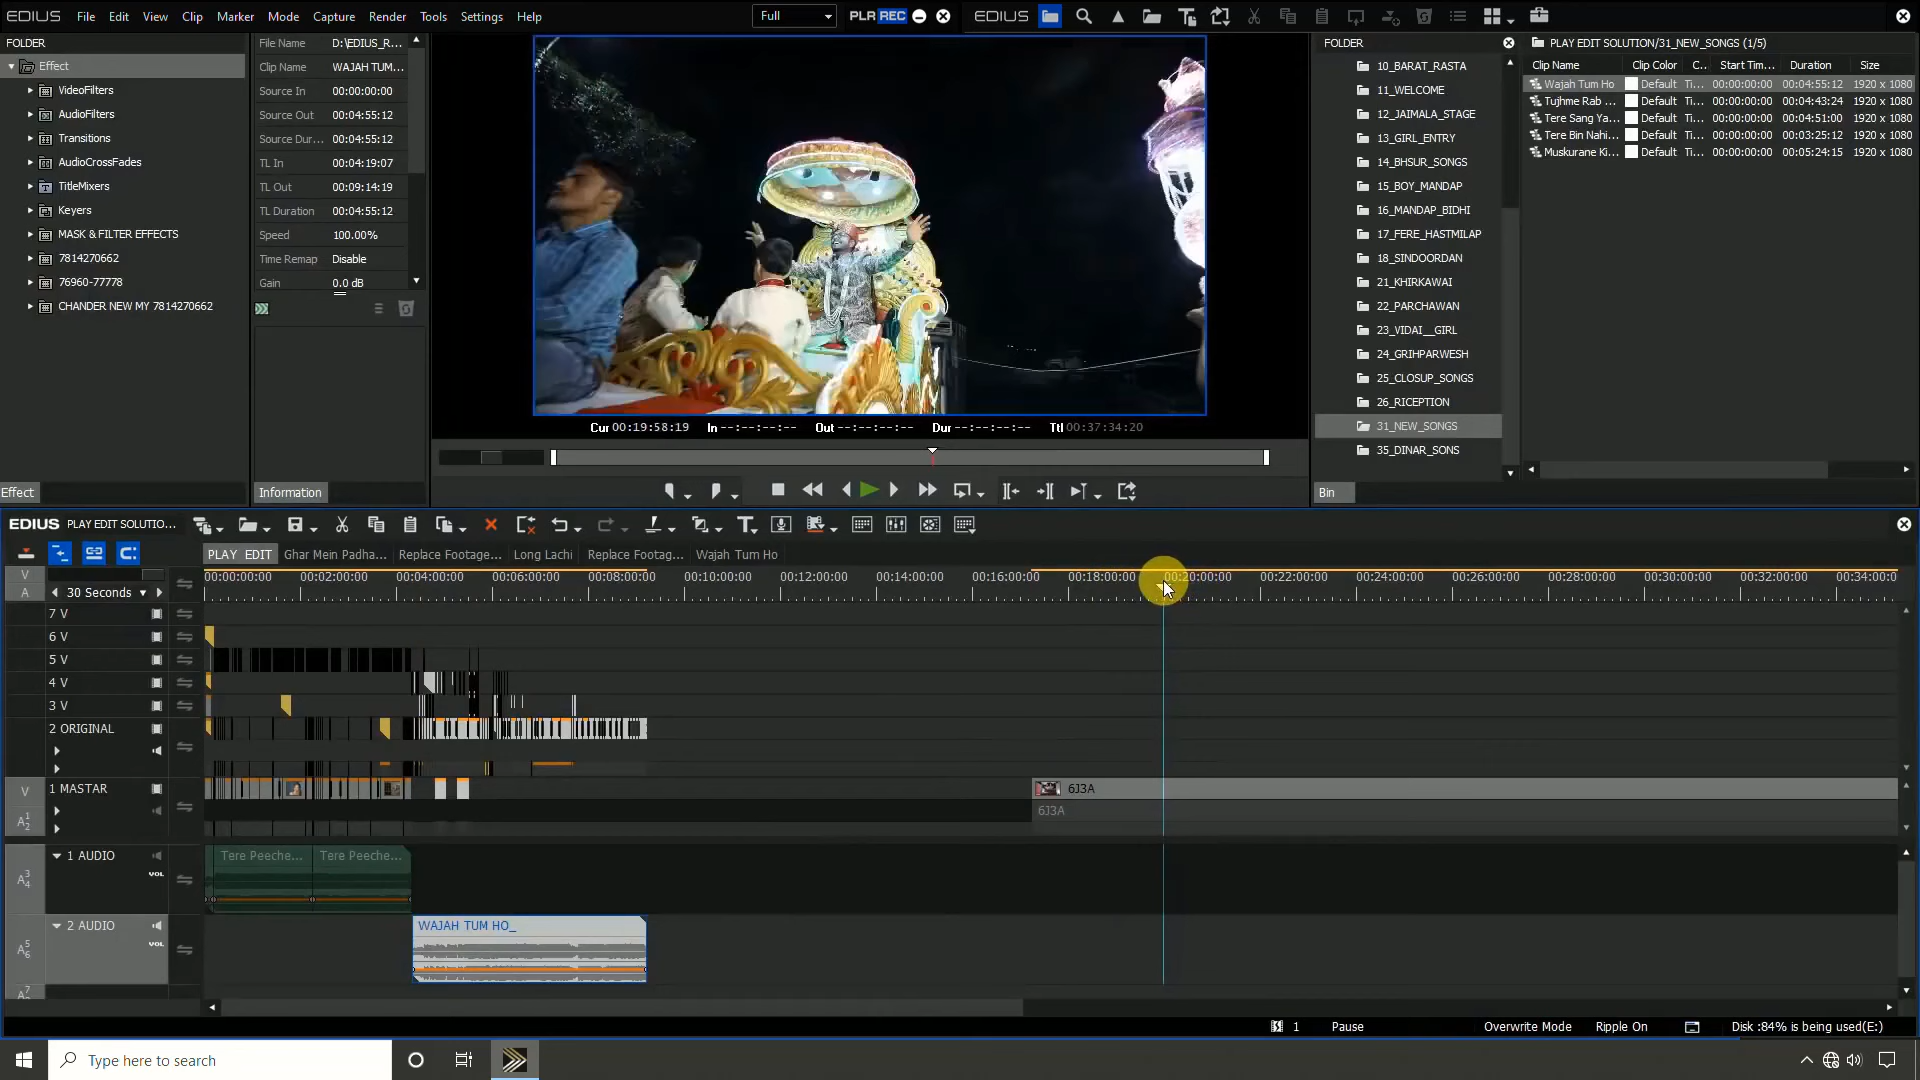 EDIUS File Edit View Clip Marker Mode Capture Render Tools Settings Help
Full
PLR REC
EDIUS
FOLDER
Effect
VideoFilters
AudioFilters
Transitions
AudioCrossFades
TitleMixers
Keyers
MASK & FILTER EFFECTS
7814270662
76960-77778
CHANDER NEW MY 7814270662
Effect
File Name D:\EDIUS_R...
Clip Name WAJAH TUM...
Source In 00:00:00:00
Source Out 00:04:55:12
Source Dur... 00:04:55:12
TL In 00:04:19:07
TL Out 00:09:14:19
TL Duration 00:04:55:12
Speed 100.00%
Time Remap Disable
Gain 0.0 dB
Information
Cur 00:19:58:19 In --:--:--:-- Out --:--:--:-- Dur --:--:--:-- Ttl 00:37:34:20
FOLDER
10_BARAT_RASTA
11_WELCOME
12_JAIMALA_STAGE
13_GIRL_ENTRY
14_BHSUR_SONGS
15_BOY_MANDAP
16_MANDAP_BIDHI
17_FERE_HASTMILAP
18_SINDOORDAN
21_KHIRKAWAI
22_PARCHAWAN
23_VIDAI__GIRL
24_GRIHPARWESH
25_CLOSUP_SONGS
26_RICEPTION
31_NEW_SONGS
35_DINAR_SONS
Bin
PLAY EDIT SOLUTION/31_NEW_SONGS (1/5)
Clip Name Clip Color C... Start Tim... Duration Size
Wajah Tum Ho Default Ti... 00:00:00:00 00:04:55:12 1920 x 1080
Tujhme Rab ... Default Ti... 00:00:00:00 00:04:43:24 1920 x 1080
Tere Sang Ya... Default Ti... 00:00:00:00 00:04:51:00 1920 x 1080
Tere Bin Nahi... Default Ti... 00:00:00:00 00:03:25:12 1920 x 1080
Muskurane Ki... Default Ti... 00:00:00:00 00:05:24:15 1920 x 1080
EDIUS PLAY EDIT SOLUTIO...
PLAY EDIT Ghar Mein Padha... Replace Footage... Long Lachi Replace Footag... Wajah Tum Ho
00:00:00:00 00:02:00:00 00:04:00:00 00:06:00:00 00:08:00:00 00:10:00:00 00:12:00:00 00:14:00:00 00:16:00:00 00:18:00:00 00:20:00:00 00:22:00:00 00:24:00:00 00:26:00:00 00:28:00:00 00:30:00:00 00:32:00:00 00:34:00:0
V
A
30 Seconds
7 V
6 V
5 V
4 V
3 V
2 ORIGINAL
V 1 MASTAR 6J3A
A 1 2 6J3A
1 AUDIO Tere Peeche... Tere Peeche...
A 3 4 VOL
2 AUDIO WAJAH TUM HO_
A 5 6 VOL
A 7
1 Pause Overwrite Mode Ripple On Disk :84% is being used(E:)
Type here to search